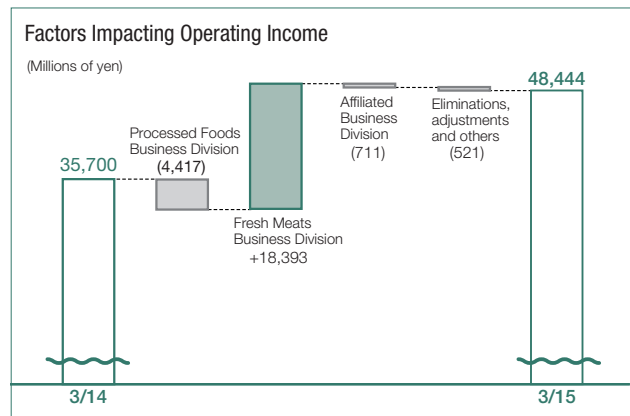 Factors Impacting Operating Income
(Millions of yen)
35,700
Processed Foods
Business Division
(4,417)
Fresh Meats
Business Division
+18,393
Affiliated
Business
Division
(711)
Eliminations,
adjustments
and others
(521)
48,444
3/14
3/15